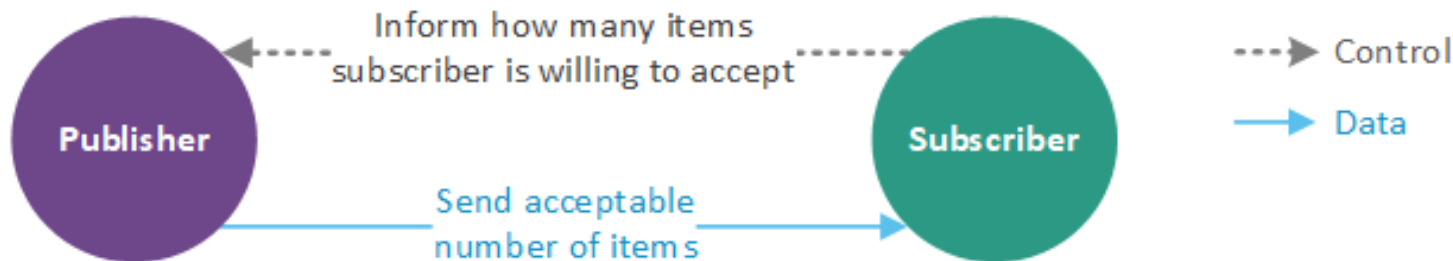 Inform how many items
subscriber is willing to accept
Control
Publisher
Subscriber
Data
Send acceptable
number of items